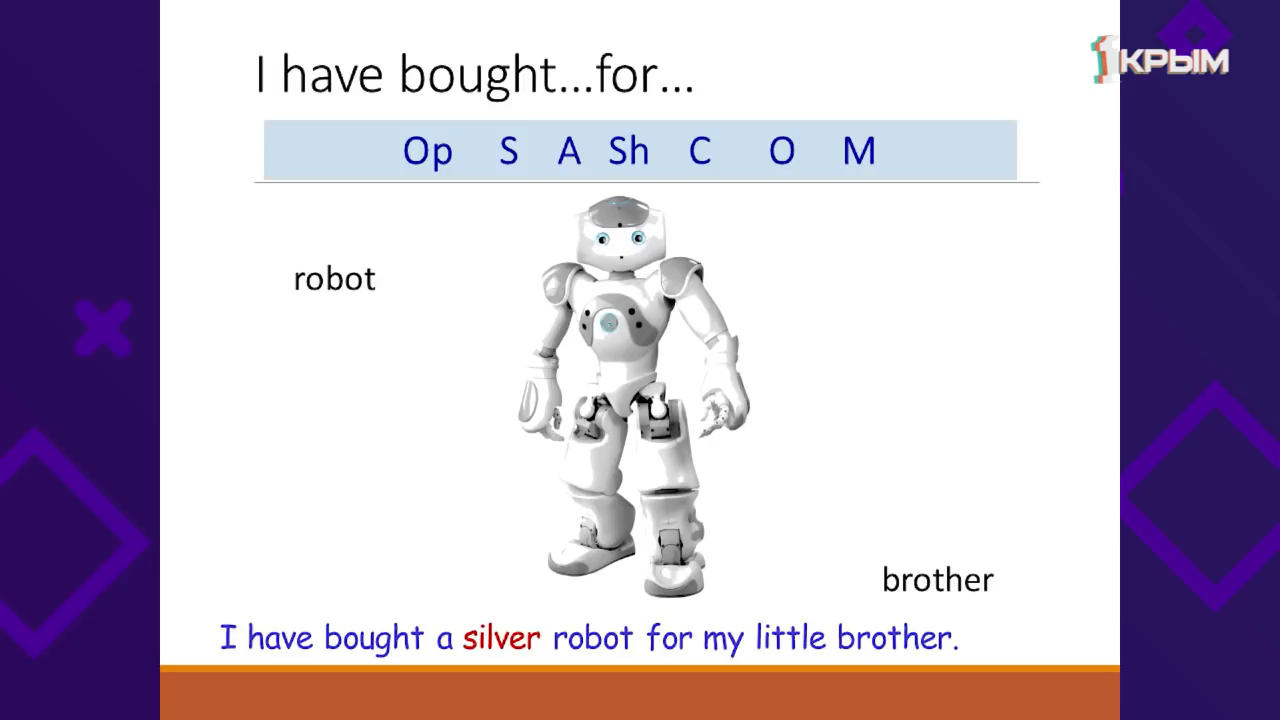 I have bought...for...
1КРЫМ
Op S A Sh C O M
robot
brother
I have bought a silver robot for my little brother.